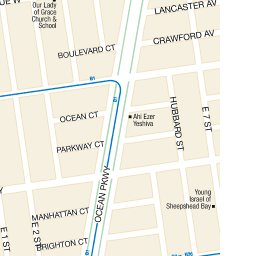 LANCASTER AV
Our Lady
of Grace
Church &
School
CRAWFORD AV
BOULEVARD CT
B1
B1
OCEAN CT
Ahi Ezer
Yeshiva
HUBBARD ST
E 7 ST
PARKWAY CT
OCEAN PKWY
Young
Israel of
Sheepshead Bay
MANHATTAN CT
E 1 ST
E 2 ST
BRIGHTON CT